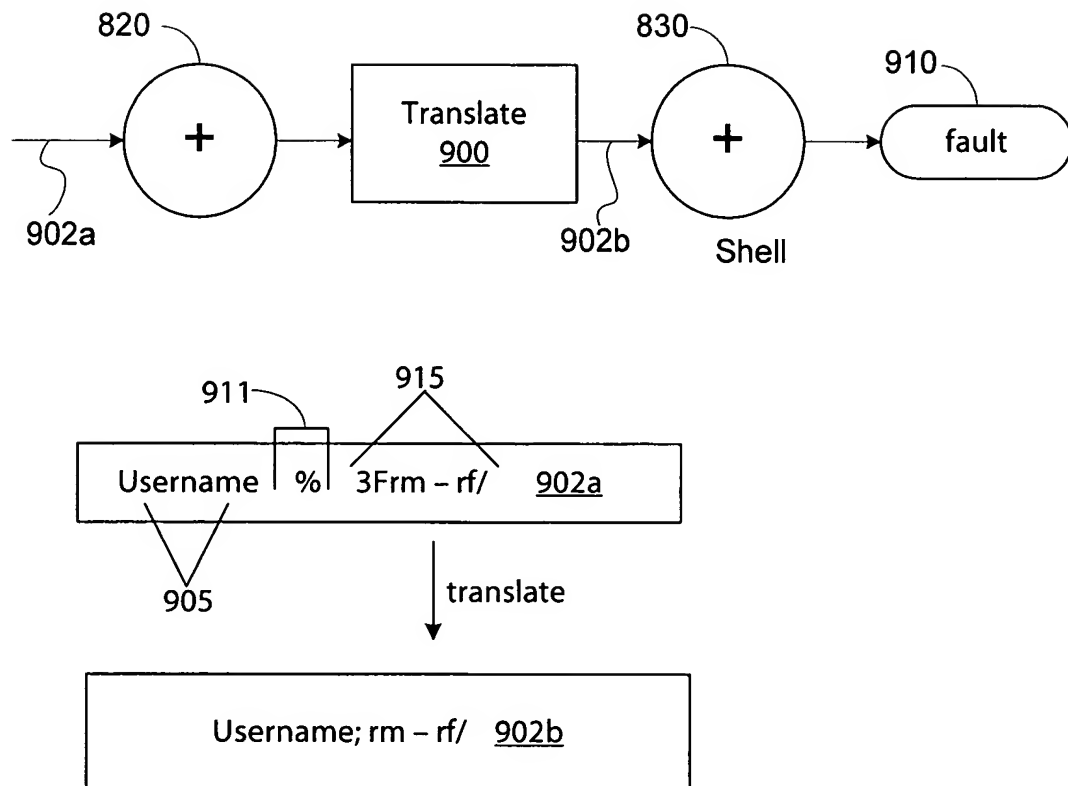 820
830
910
+
Translate
900
+
fault
902a
902b
Shell
911
915
Username % 3Frm – rf/ 902a
905
translate
Username; rm – rf/ 902b